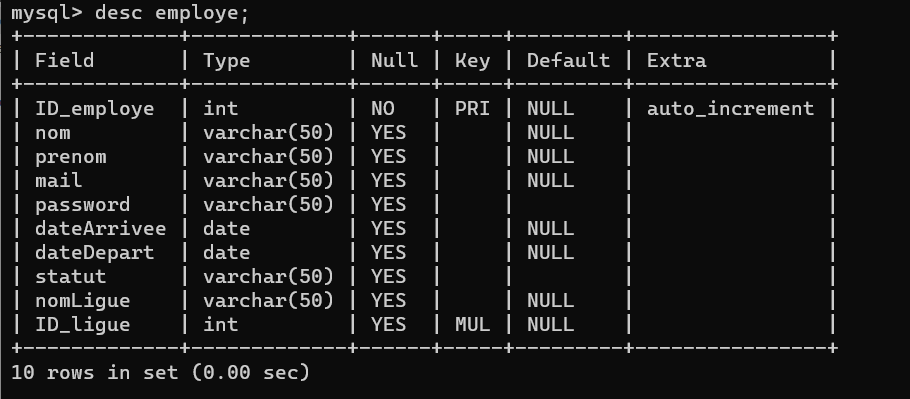 mysql> desc employe;
+-------------+-------------+------+-----+---------+----------------+
| Field       | Type        | Null | Key | Default | Extra          |
+-------------+-------------+------+-----+---------+----------------+
| ID_employe  | int         | NO   | PRI | NULL    | auto_increment |
| nom         | varchar(50) | YES  |     | NULL    |                |
| prenom      | varchar(50) | YES  |     | NULL    |                |
| mail        | varchar(50) | YES  |     | NULL    |                |
| password    | varchar(50) | YES  |     |         |                |
| dateArrivee | date        | YES  |     | NULL    |                |
| dateDepart  | date        | YES  |     | NULL    |                |
| statut      | varchar(50) | YES  |     |         |                |
| nomLigue    | varchar(50) | YES  |     | NULL    |                |
| ID_ligue    | int         | YES  | MUL | NULL    |                |
+-------------+-------------+------+-----+---------+----------------+
10 rows in set (0.00 sec)